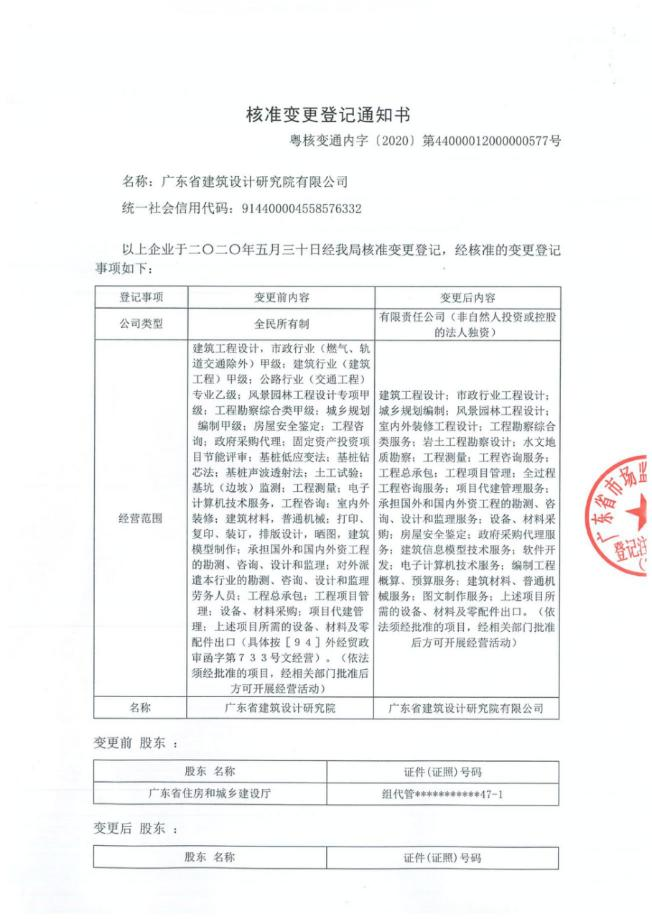 核准变更登记通知书
粤核变通内字〔2020〕第44000012000000577号
名称：广东省建筑设计研究院有限公司
统一社会信用代码：914400004558576332
以上企业于二〇二〇年五月三十日经我局核准变更登记，经核准的变更登记
事项如下：
登记事项 变更前内容 变更后内容
公司类型 全民所有制
有限责任公司（非自然人投资或控股
的法人独资）
经营范围
建筑工程设计，市政行业（燃气、轨
道交通除外）甲级；建筑行业（建筑
工程）甲级；公路行业（交通工程）
专业乙级；风景园林工程设计专项甲
级；工程勘察综合类甲级；城乡规划
编制甲级；房屋安全鉴定；工程咨
询；政府采购代理；固定资产投资项
目节能评审；基桩低应变法；基桩钻
芯法；基桩声波透射法；土工试验；
基坑（边坡）监测；工程测量；电子
计算机技术服务，工程咨询；室内外
装修；建筑材料，普通机械；打印、
复印、装订，排版设计，晒图，建筑
模型制作；承担国外和国内外资工程
的勘测、咨询、设计和监理；对外派
遣本行业的勘测、咨询、设计和监理
劳务人员；工程总承包；工程项目管
理；设备、材料采购；项目代建管
理；上述项目所需的设备、材料及零
配件出口（具体按［94］外经贸政
审函字第733号文经营）。（依法
须经批准的项目，经相关部门批准后
方可开展经营活动）
建筑工程设计；市政行业工程设计；
城乡规划编制；风景园林工程设计；
室内外装修工程设计；工程勘察综合
类服务；岩土工程勘察设计；水文地
质勘察；工程测量；工程咨询服务；
工程总承包；工程项目管理；全过程
工程咨询服务；项目代建管理服务；
承担国外和国内外资工程的勘测、咨
询、设计和监理服务；设备、材料采
购；房屋安全鉴定；政府采购代理服
务；建筑信息模型技术服务；软件开
发；电子计算机技术服务；编制工程
概算、预算服务；建筑材料、普通机
械服务；图文制作服务；上述项目所
需的设备、材料及零配件出口。（依
法须经批准的项目，经相关部门批准
后方可开展经营活动）
名称 广东省建筑设计研究院 广东省建筑设计研究院有限公司
变更前 股东：
股东 名称 证件(证照)号码
广东省住房和城乡建设厅 组代管***********47-1
变更后 股东：
股东 名称 证件(证照)号码
广东省市场
登记注